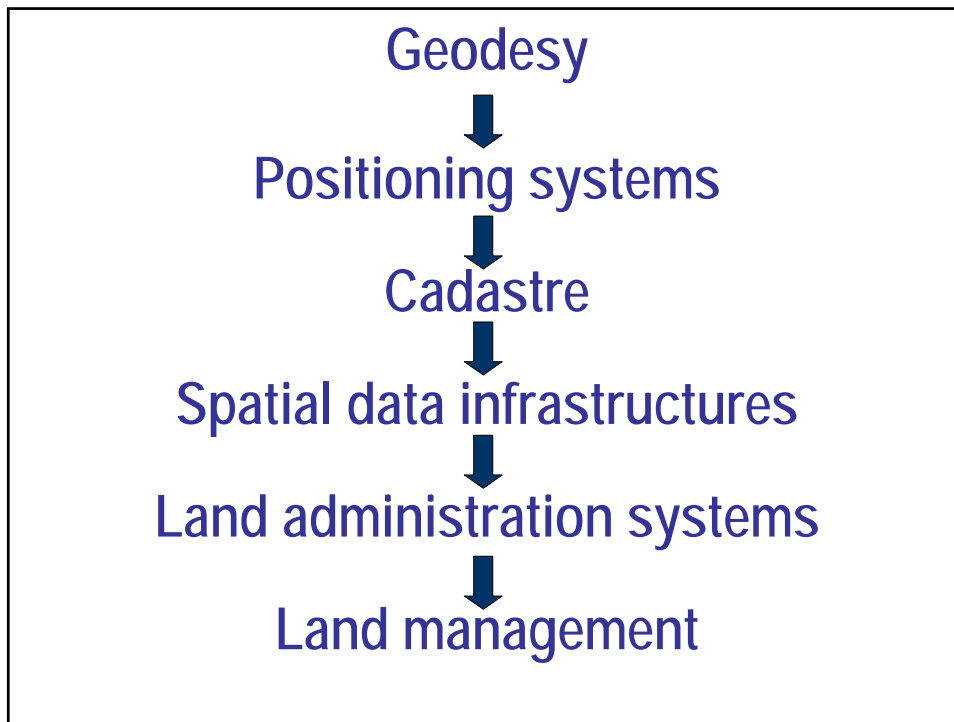 Geodesy
Positioning systems
Cadastre
Spatial data infrastructures
Land administration systems
Land management